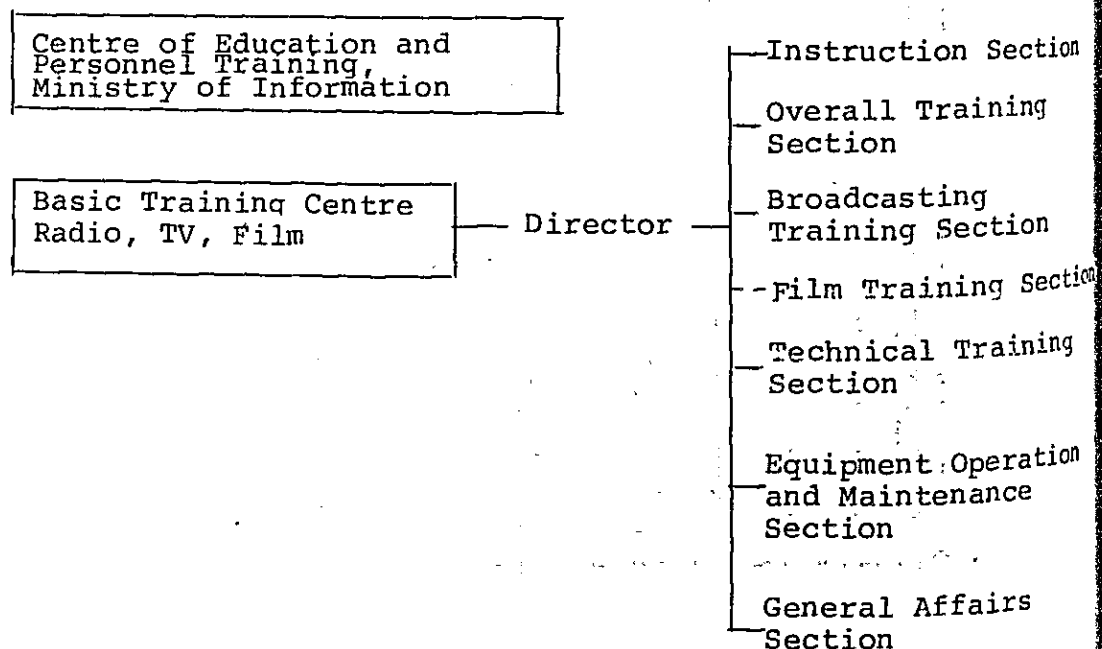 Centre of Education and
Personnel Training,
Ministry of Information
Basic Training Centre
Radio, TV, Film
Director
Instruction Section
Overall Training
Section
Broadcasting
Training Section
Film Training Section
Technical Training
Section
Equipment Operation
and Maintenance
Section
General Affairs
Section